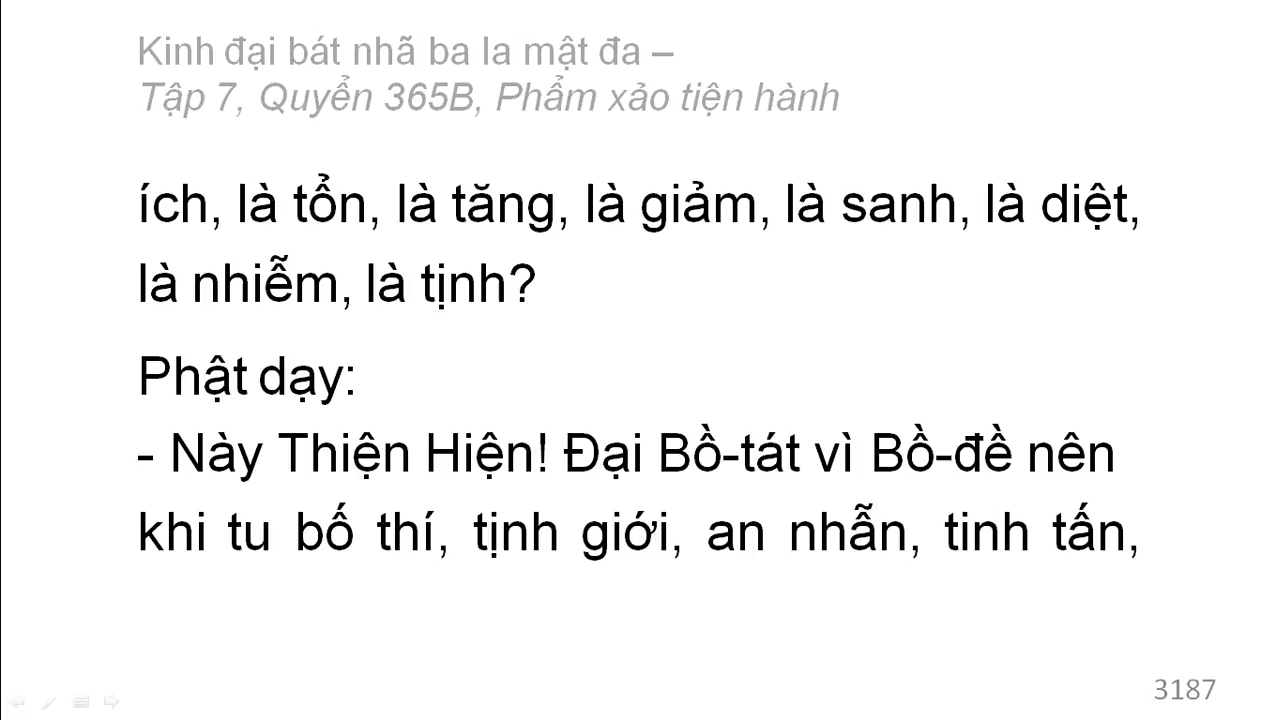 Kinh đại bát nhã ba la mật đa –
Tập 7, Quyển 365B, Phẩm xảo tiện hành
ích, là tổn, là tăng, là giảm, là sanh, là diệt,
là nhiễm, là tịnh?
Phật dạy:
- Này Thiện Hiện! Đại Bồ-tát vì Bồ-đề nên
khi tu bố thí, tịnh giới, an nhẫn, tinh tấn,
3187